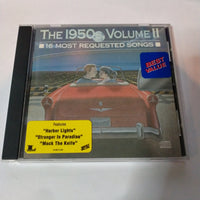 THE 1950s, VOLUME II
16 MOST REQUESTED SONGS
BEST
VALUE
Features
"Harbor Lights"
"Stranger In Paradise"
"Mack The Knife"